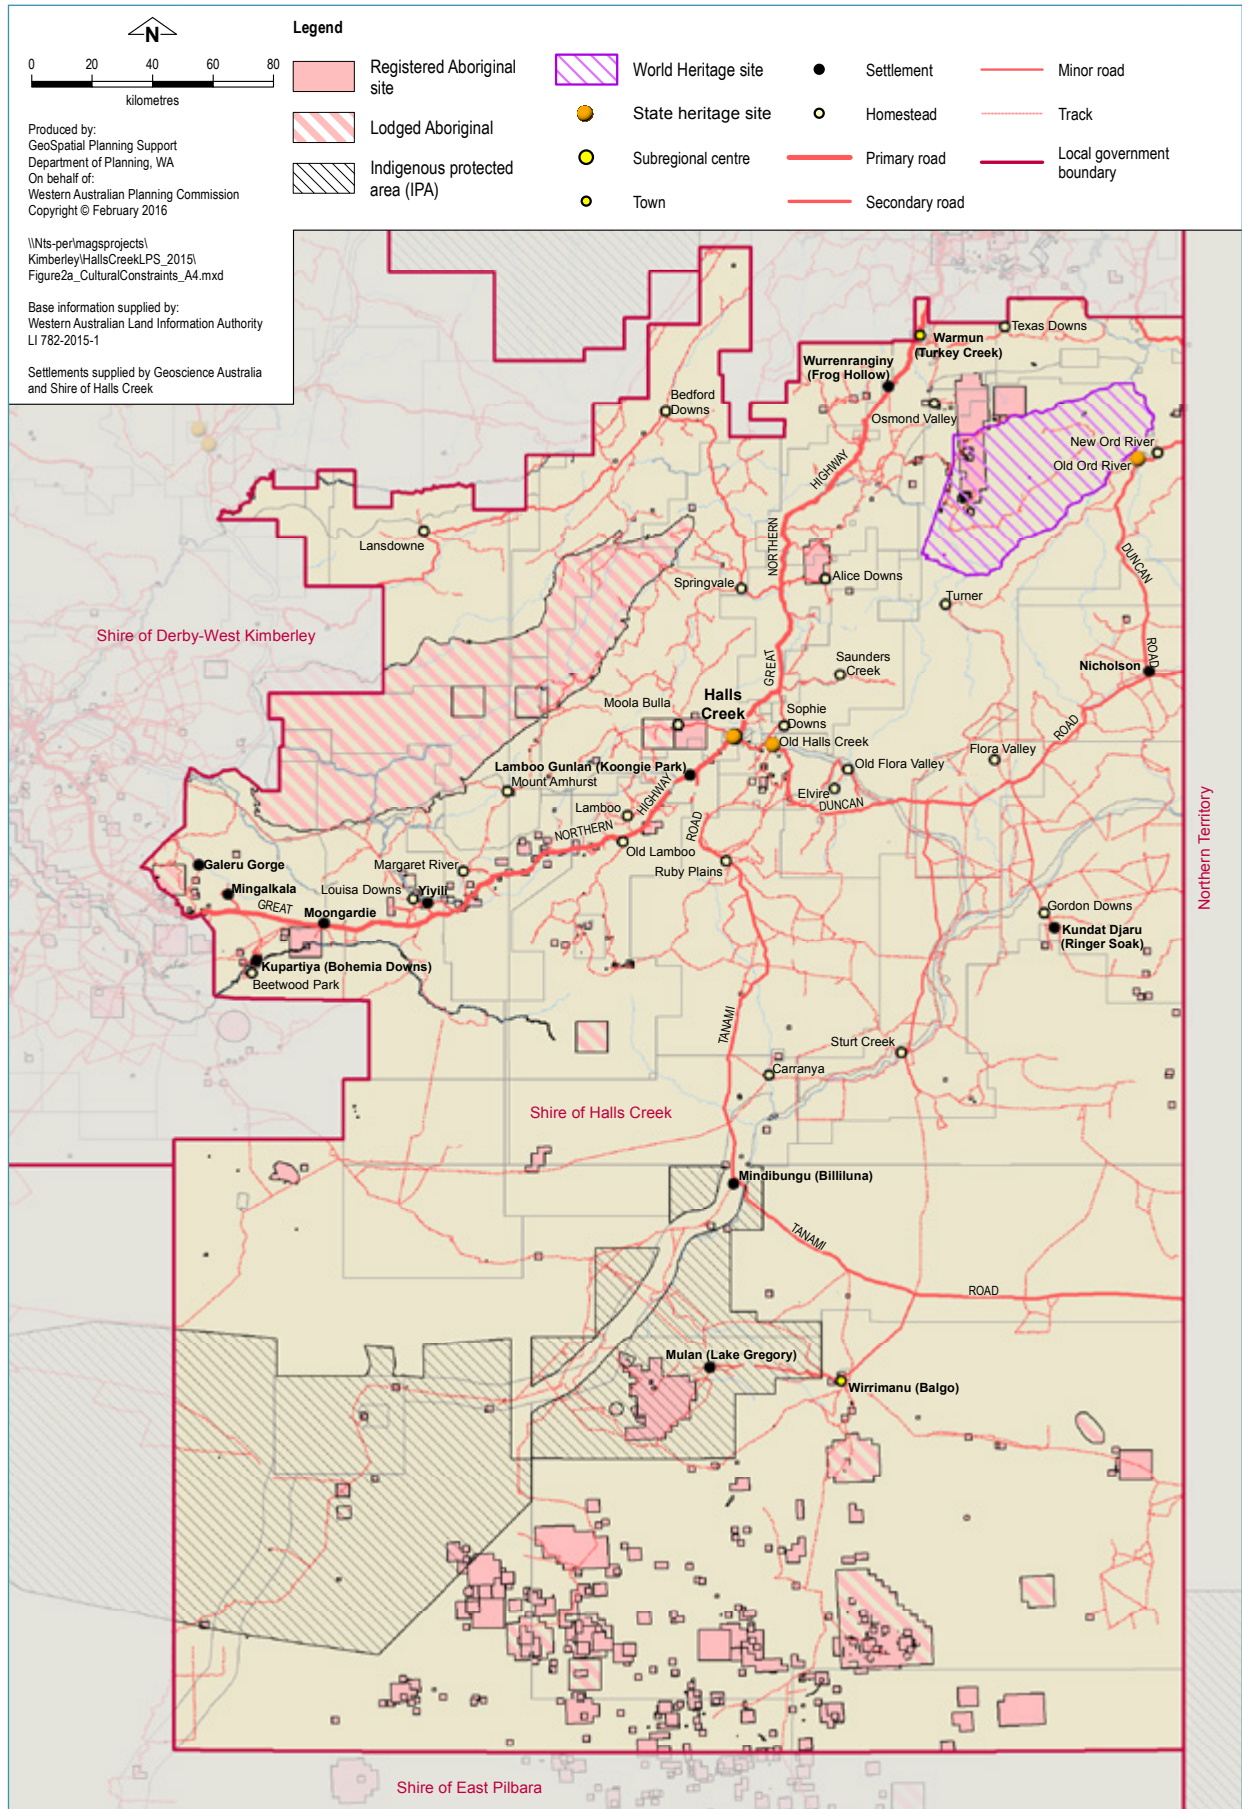 N
0 20 40 60 80
kilometres
Produced by:
GeoSpatial Planning Support
Department of Planning, WA
On behalf of:
Western Australian Planning Commission
Copyright © February 2016
\\Nts-per\magsprojects\
Kimberley\HallsCreekLPS_2015\
Figure2a_CulturalConstraints_A4.mxd
Base information supplied by:
Western Australian Land Information Authority
LI 782-2015-1
Settlements supplied by Geoscience Australia
and Shire of Halls Creek
Legend
Registered Aboriginal
site
Lodged Aboriginal
Indigenous protected
area (IPA)
World Heritage site
State heritage site
Subregional centre
Town
Settlement
Homestead
Primary road
Secondary road
Minor road
Track
Local government
boundary
Texas Downs
Warmun
(Turkey Creek)
Wurrenranginy
(Frog Hollow)
Bedford
Downs
Osmond Valley
New Ord River
Old Ord River
HIGHWAY
NORTHERN
GREAT
Lansdowne
Springvale
Alice Downs
Turner
DUNCAN
ROAD
Shire of Derby-West Kimberley
Saunders
Creek
Nicholson
Moola Bulla
Halls
Creek
Sophie
Downs
Old Halls Creek
ROAD
Flora Valley
Old Flora Valley
Lamboo Gunlan (Koongie Park)
Mount Amhurst
Elvire
DUNCAN
Lamboo
HIGHWAY
NORTHERN
ROAD
Old Lamboo
Ruby Plains
Northern Territory
Galeru Gorge
Margaret River
Mingalkala
Louisa Downs
Yiyili
GREAT
Moongardie
Gordon Downs
Kundat Djaru
(Ringer Soak)
Kupartiya (Bohemia Downs)
Beetwood Park
TANAMI
Sturt Creek
Carranya
Shire of Halls Creek
Mindibungu (Billiluna)
TANAMI
ROAD
Mulan (Lake Gregory)
Wirrimanu (Balgo)
Shire of East Pilbara